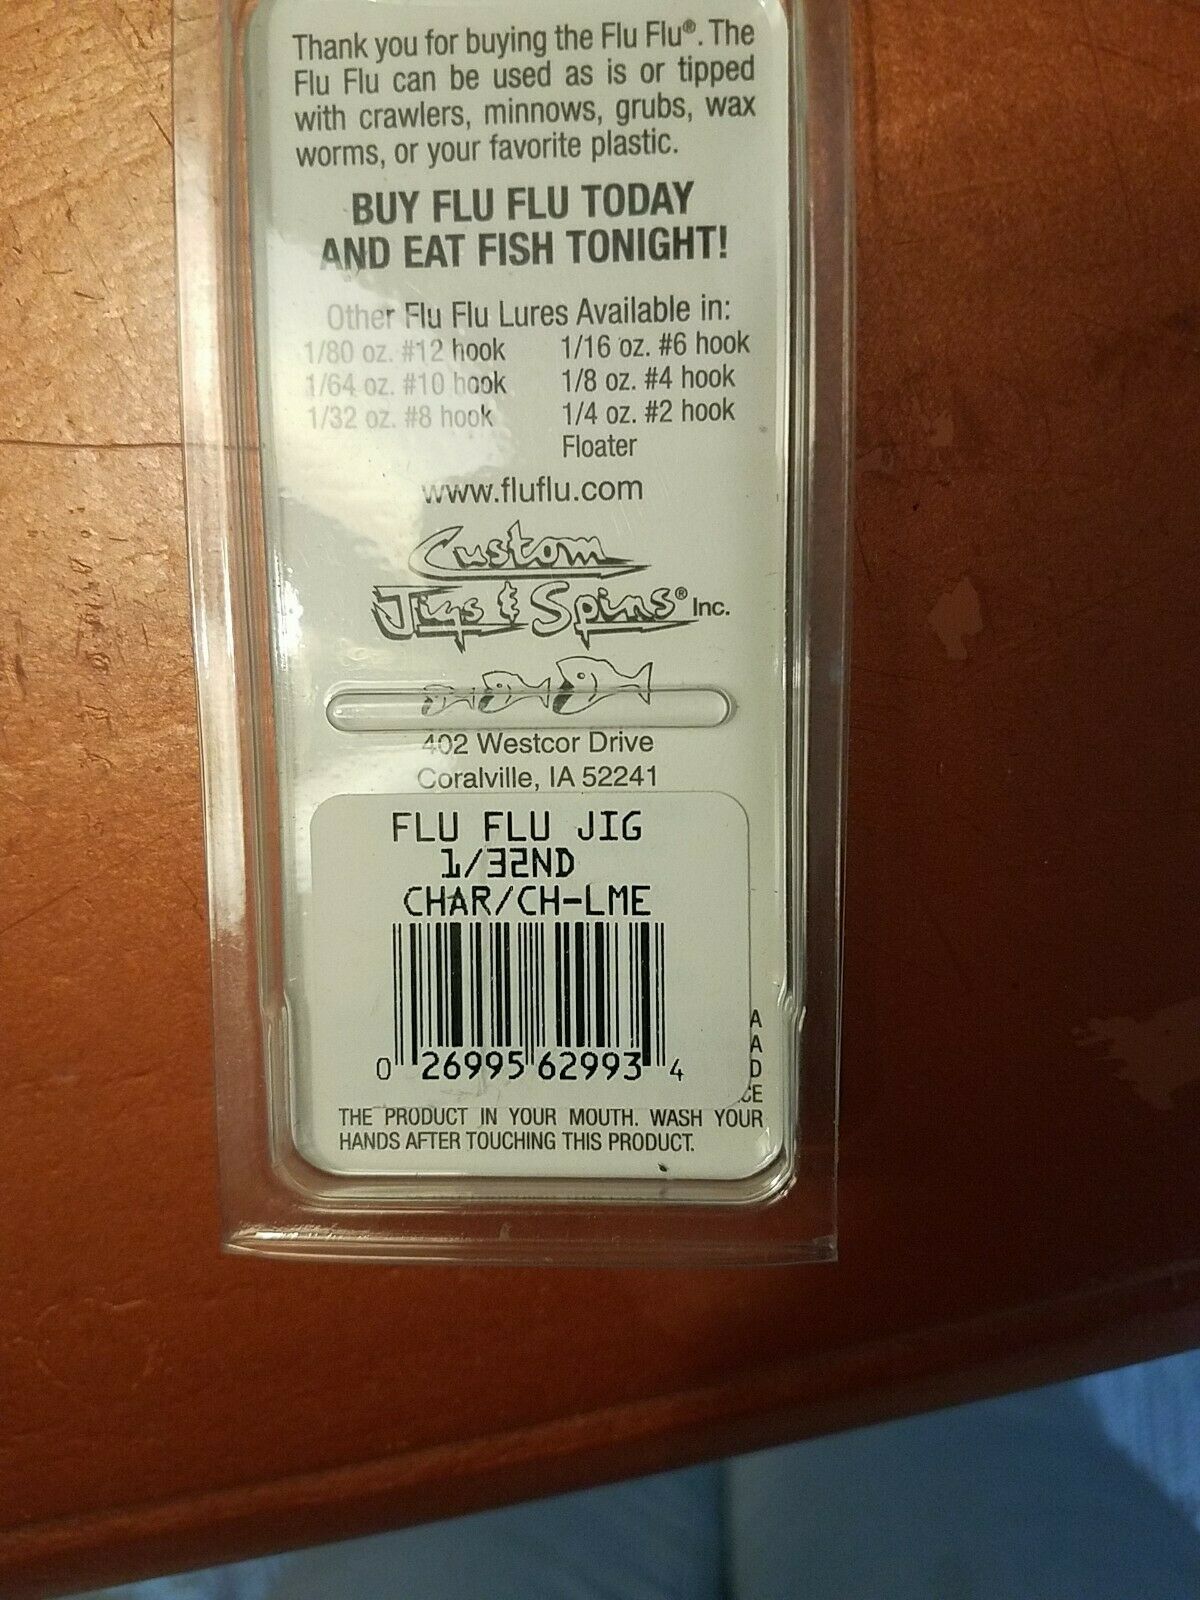 Thank you for buying the Flu Flu®. The
Flu Flu can be used as is or tipped
with crawlers, minnows, grubs, wax
worms, or your favorite plastic.
BUY FLU FLU TODAY
AND EAT FISH TONIGHT!
Other Flu Flu Lures Available in:
1/80 oz. #12 hook 1/16 oz. #6 hook
1/64 oz. #10 hook 1/8 oz. #4 hook
1/32 oz. #8 hook 1/4 oz. #2 hook
Floater
www.fluflu.com
Custom
Jigs & Spins® Inc.
402 Westcor Drive
Coralville, IA 52241
FLU FLU JIG
1/32ND
CHAR/CH-LME
0 26995 62993 4
A
A
D
CE
THE PRODUCT IN YOUR MOUTH. WASH YOUR
HANDS AFTER TOUCHING THIS PRODUCT.